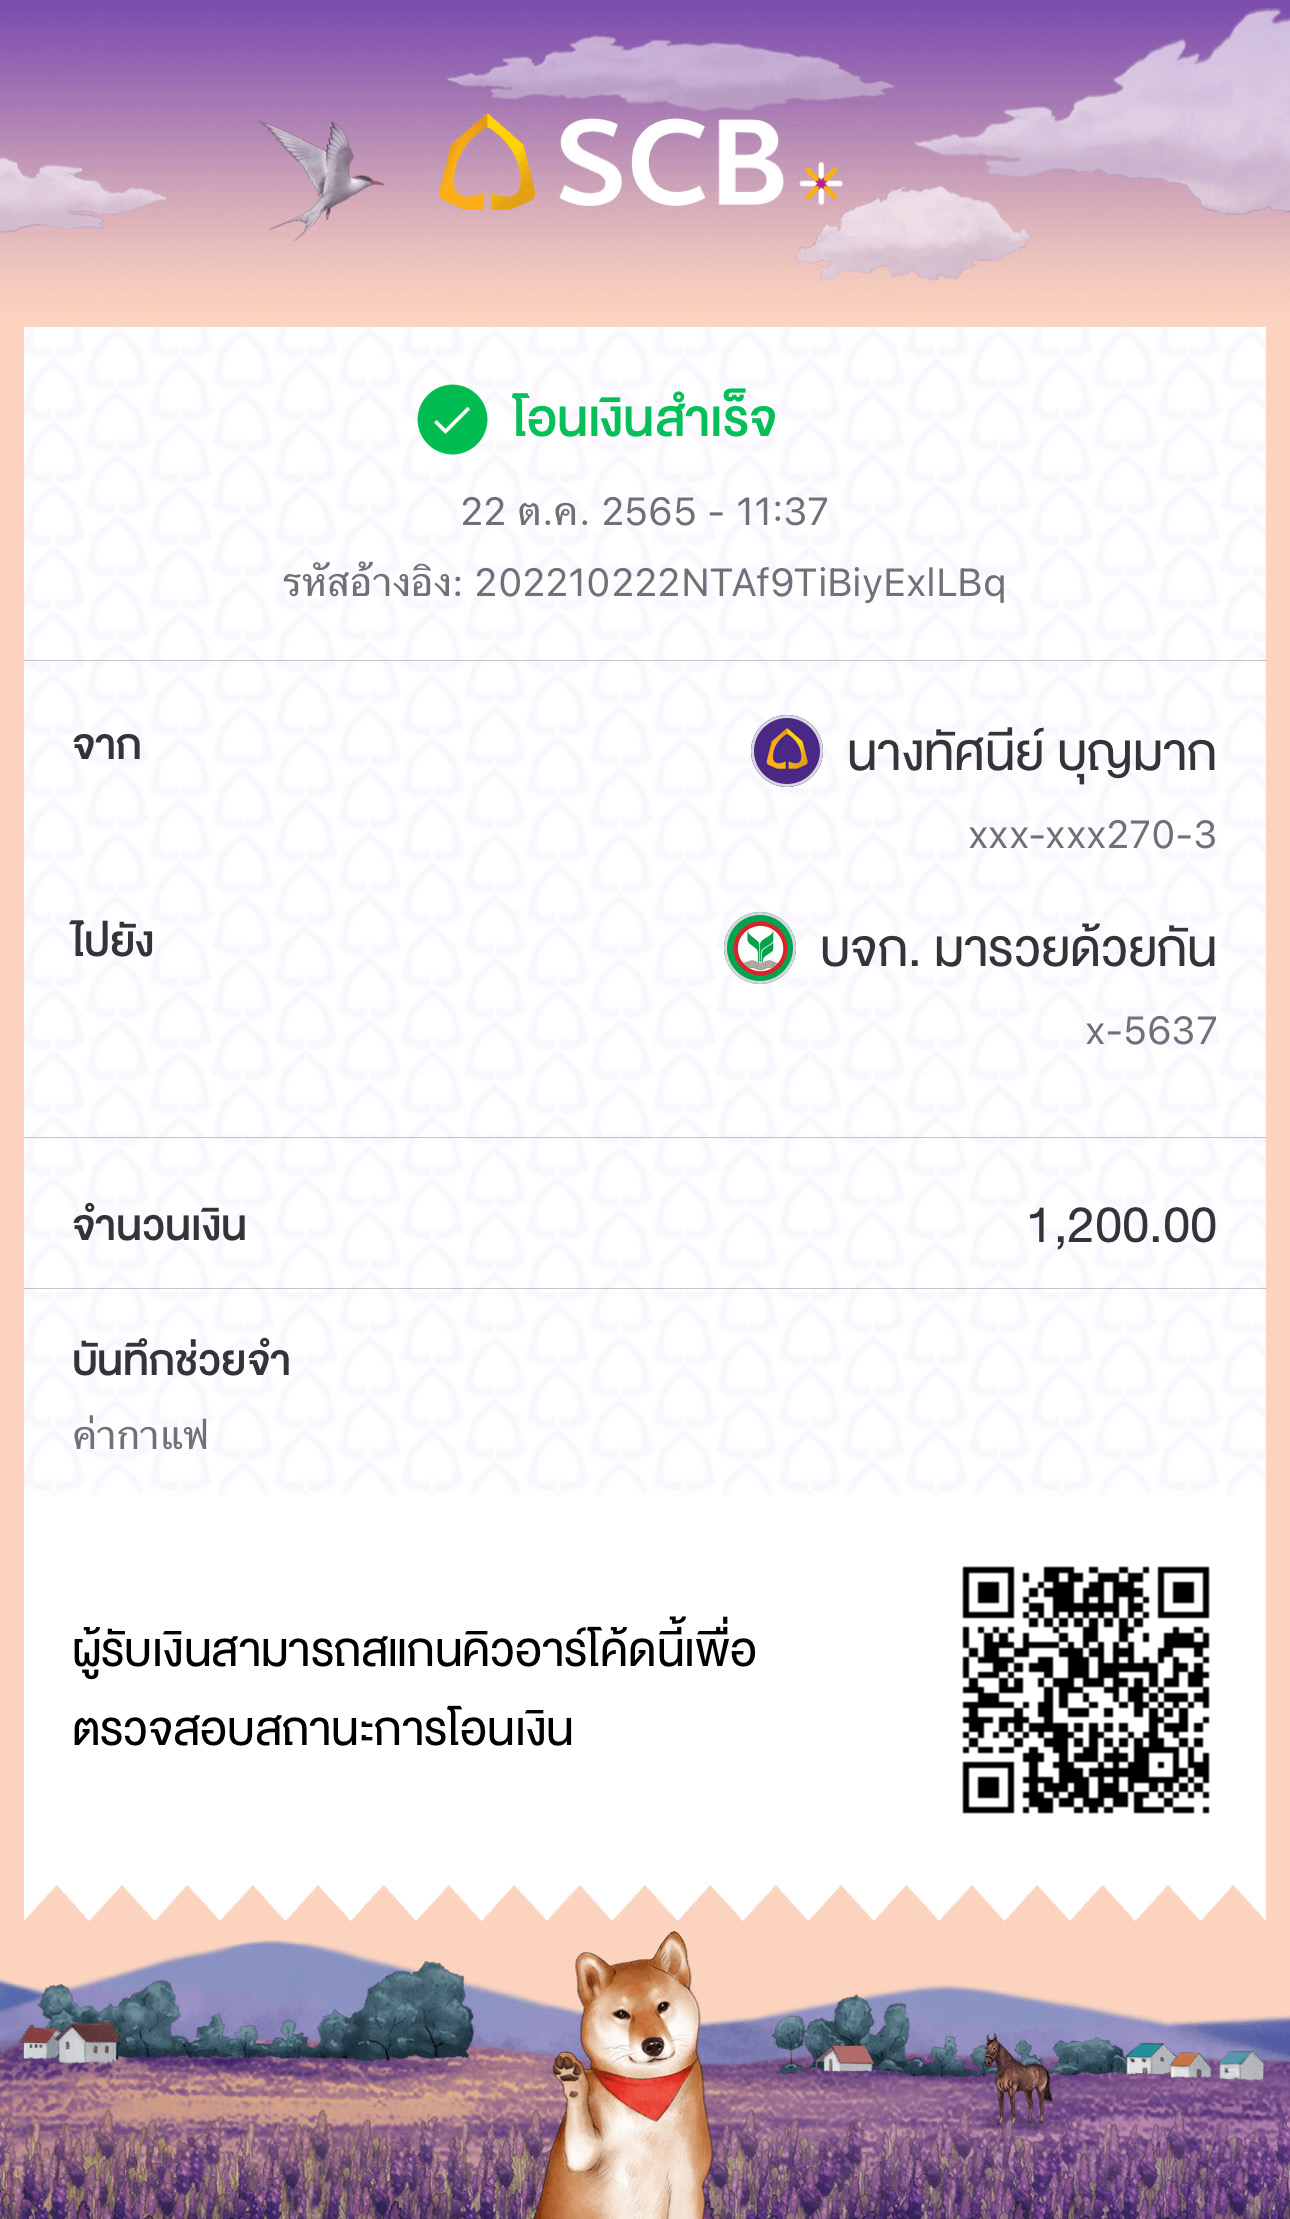 SCB
โอนเงินสำเร็จ
22 ต.ค. 2565 - 11:37
รหัสอ้างอิง: 202210222NTAf9TiBiyExlLBq
จาก
นางทัศนีย์ บุญมาก
xxx-xxx270-3
ไปยัง
บจก. มารวยด้วยกัน
x-5637
จำนวนเงิน 1,200.00
บันทึกช่วยจำ
ค่ากาแฟ
ผู้รับเงินสามารถสแกนคิวอาร์โค้ดนี้เพื่อ
ตรวจสอบสถานะการโอนเงิน